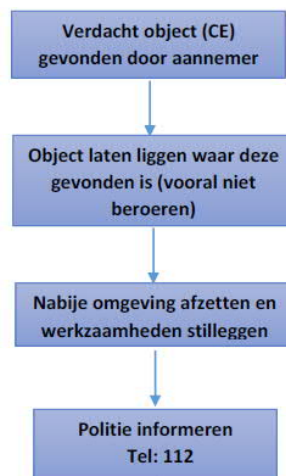 Verdacht object (CE)
gevonden door aannemer
Object laten liggen waar deze
gevonden is (vooral niet
beroeren)
Nabije omgeving afzetten en
werkzaamheden stilleggen
Politie informeren
Tel: 112